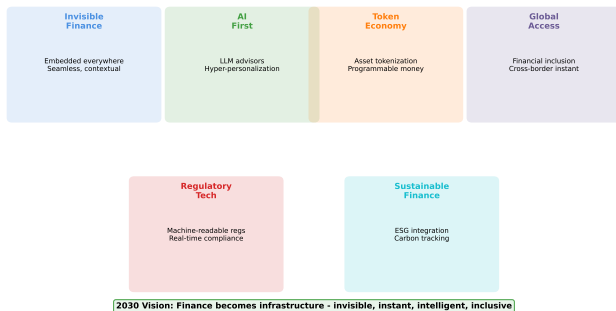 Invisible
Finance
Embedded everywhere
Seamless, contextual
AI
First
LLM advisors
Hyper-personalization
Token
Economy
Asset tokenization
Programmable money
Global
Access
Financial inclusion
Cross-border instant
Regulatory
Tech
Machine-readable regs
Real-time compliance
Sustainable
Finance
ESG integration
Carbon tracking
2030 Vision: Finance becomes infrastructure - invisible, instant, intelligent, inclusive